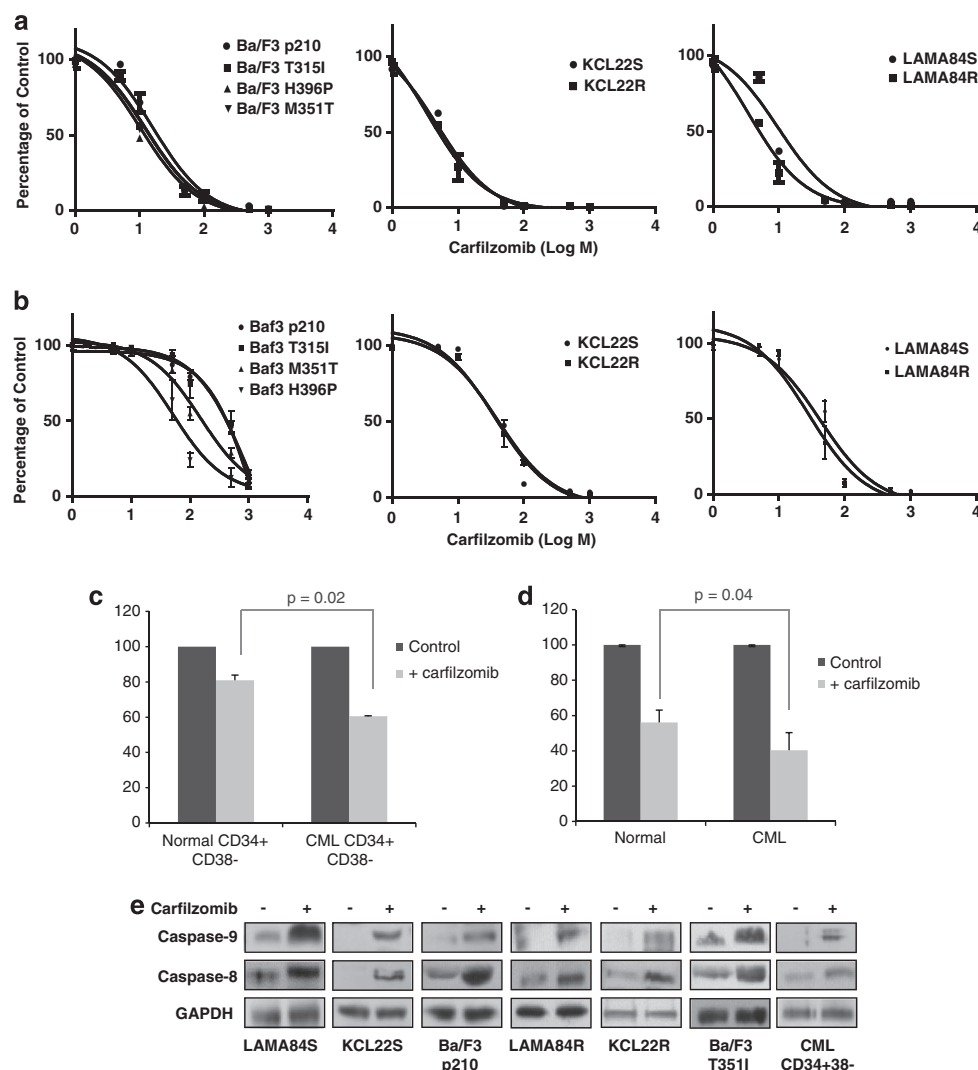 a
Percentage of Control
100
50
0
0 1 2 3 4
Ba/F3 p210
Ba/F3 T315I
Ba/F3 H396P
Ba/F3 M351T
100
50
0
0 1 2 3 4
KCL22S
KCL22R
100
50
0
0 1 2 3 4
LAMA84S
LAMA84R
Carfilzomib (Log M)
b
Percentage of Control
100
50
0
0 1 2 3 4
Baf3 p210
Baf3 T315I
Baf3 M351T
Baf3 H396P
100
50
0
0 1 2 3 4
KCL22S
KCL22R
100
50
0
0 1 2 3 4
LAMA84S
LAMA84R
Carfilzomib (Log M)
c
p = 0.02
120
100
80
60
40
20
0
Control
+ carfilzomib
Normal CD34+
CD38-
CML CD34+
CD38-
d
p = 0.04
120
100
80
60
40
20
0
Control
+ carfilzomib
Normal
CML
e
Carfilzomib - + - + - + - + - + - + - +
Caspase-9
Caspase-8
GAPDH
LAMA84S
KCL22S
Ba/F3
p210
LAMA84R
KCL22R
Ba/F3
T351I
CML
CD34+38-